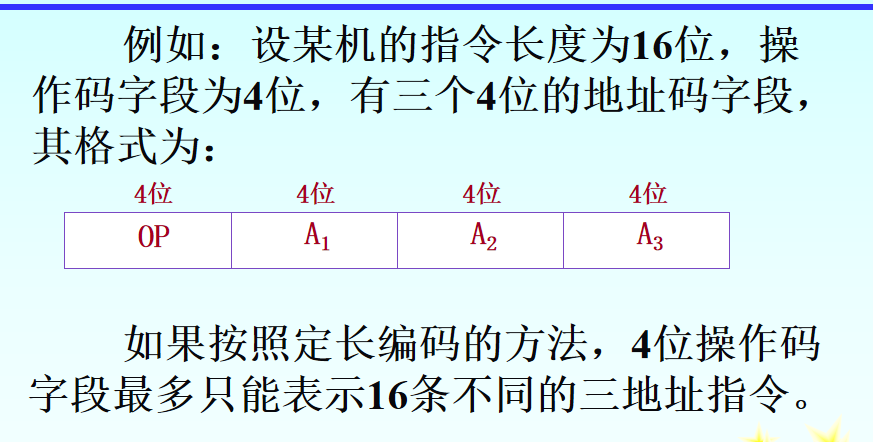 例如：设某机的指令长度为16位，操
作码字段为4位，有三个4位的地址码字段，
其格式为：
4位 4位 4位 4位
OP A₁ A₂ A₃
如果按照定长编码的方法，4位操作码
字段最多只能表示16条不同的三地址指令。